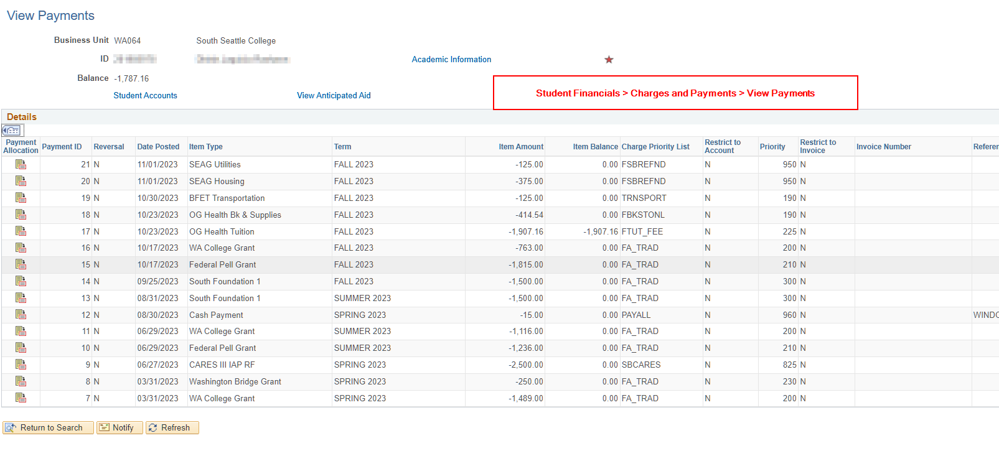 View Payments
Business Unit WA064 South Seattle College
ID Academic Information
Balance -1,787.16
Student Accounts View Anticipated Aid
Student Financials > Charges and Payments > View Payments
Details
Payment Allocation Payment ID Reversal Date Posted Item Type Term Item Amount Item Balance Charge Priority List Restrict to Account Priority Restrict to Invoice Invoice Number Referen
21 N 11/01/2023 SEAG Utilities FALL 2023 -125.00 0.00 FSBREFND N 950 N
20 N 11/01/2023 SEAG Housing FALL 2023 -375.00 0.00 FSBREFND N 950 N
19 N 10/30/2023 BFET Transportation FALL 2023 -125.00 0.00 TRNSPORT N 190 N
18 N 10/23/2023 OG Health Bk & Supplies FALL 2023 -414.54 0.00 FBKSTONL N 190 N
17 N 10/23/2023 OG Health Tuition FALL 2023 -1,907.16 -1,907.16 FTUT_FEE N 225 N
16 N 10/17/2023 WA College Grant FALL 2023 -763.00 0.00 FA_TRAD N 200 N
15 N 10/17/2023 Federal Pell Grant FALL 2023 -1,815.00 0.00 FA_TRAD N 210 N
14 N 09/25/2023 South Foundation 1 FALL 2023 -1,500.00 0.00 FA_TRAD N 300 N
13 N 08/31/2023 South Foundation 1 SUMMER 2023 -1,500.00 0.00 FA_TRAD N 300 N
12 N 08/30/2023 Cash Payment SPRING 2023 -15.00 0.00 PAYALL N 960 N WINDO
11 N 06/29/2023 WA College Grant SUMMER 2023 -1,116.00 0.00 FA_TRAD N 200 N
10 N 06/29/2023 Federal Pell Grant SUMMER 2023 -1,236.00 0.00 FA_TRAD N 210 N
9 N 06/27/2023 CARES III IAP RF SPRING 2023 -2,500.00 0.00 SBCARES N 825 N
8 N 03/31/2023 Washington Bridge Grant SPRING 2023 -250.00 0.00 FA_TRAD N 230 N
7 N 03/31/2023 WA College Grant SPRING 2023 -1,489.00 0.00 FA_TRAD N 200 N
Return to Search Notify Refresh